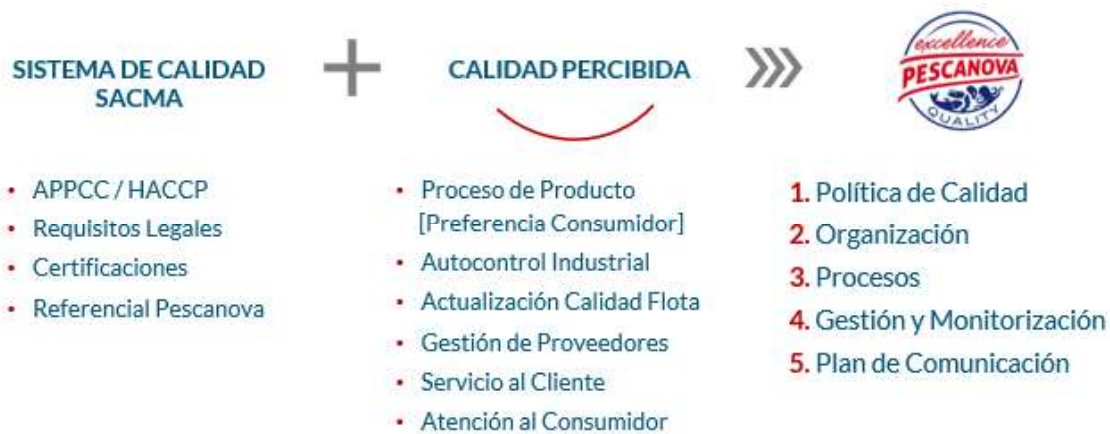 SISTEMA DE CALIDAD
SACMA
+
CALIDAD PERCIBIDA
excellence
PESCANOVA
QUALITY
• APPCC / HACCP
• Requisitos Legales
• Certificaciones
• Referencial Pescanova
• Proceso de Producto
[Preferencia Consumidor]
• Autocontrol Industrial
• Actualización Calidad Flota
• Gestión de Proveedores
• Servicio al Cliente
• Atención al Consumidor
1. Política de Calidad
2. Organización
3. Procesos
4. Gestión y Monitorización
5. Plan de Comunicación